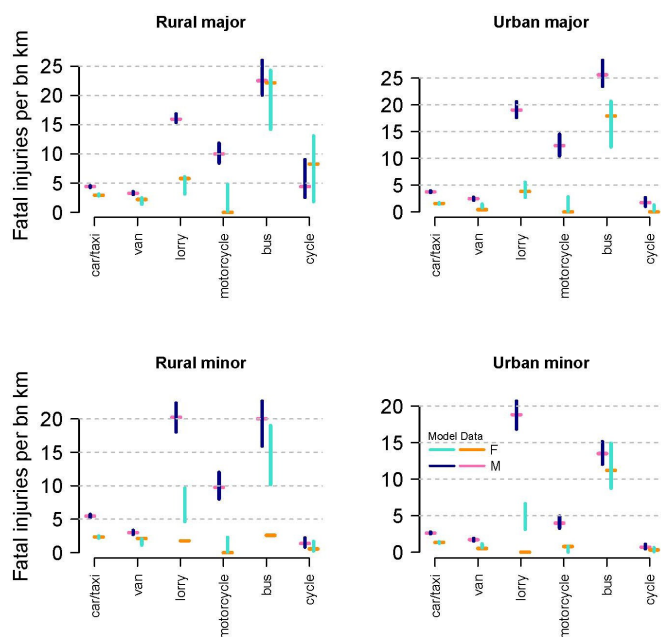 Rural major
Urban major
Fatal injuries per bn km
25
20
15
10
5
0
25
20
15
10
5
0
car/taxi
van
lorry
motorcycle
bus
cycle
car/taxi
van
lorry
motorcycle
bus
cycle
Rural minor
Urban minor
Fatal injuries per bn km
20
15
10
5
0
20
15
10
5
0
Model Data
F
M
car/taxi
van
lorry
motorcycle
bus
cycle
car/taxi
van
lorry
motorcycle
bus
cycle